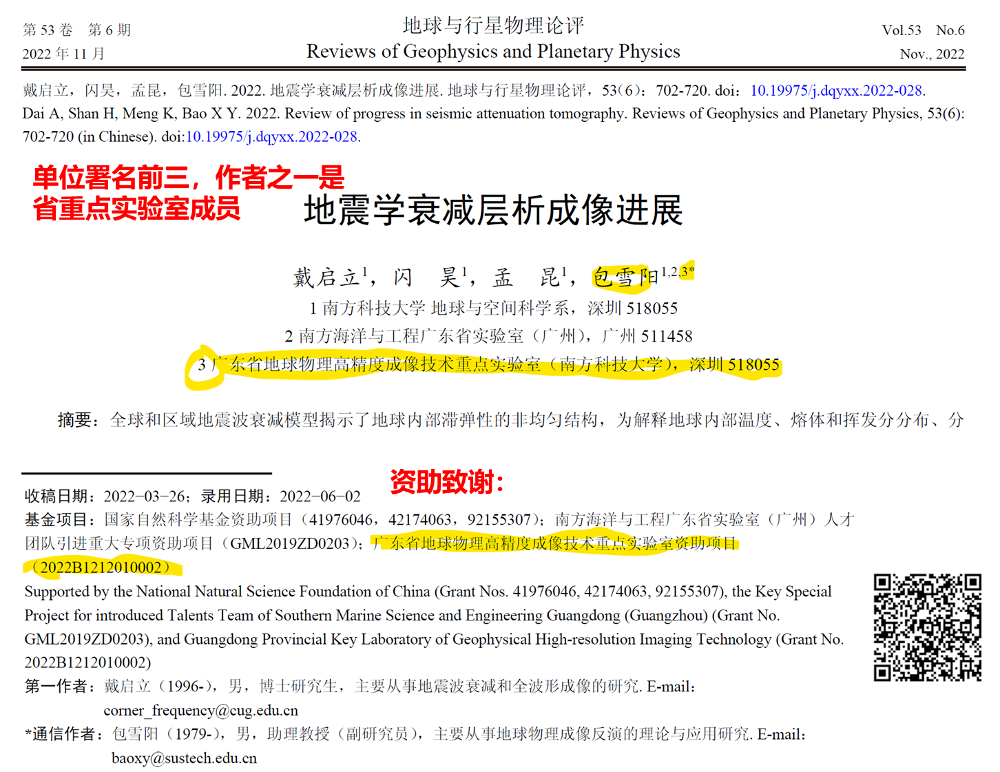 第 53 卷 第 6 期
地球与行星物理论评
Vol.53 No.6
2022 年 11 月
Reviews of Geophysics and Planetary Physics
Nov., 2022
戴启立，闪昊，孟昆，包雪阳. 2022. 地震学衰减层析成像进展. 地球与行星物理论评，53（6）：702-720. doi：10.19975/j.dqyxx.2022-028.
Dai A, Shan H, Meng K, Bao X Y. 2022. Review of progress in seismic attenuation tomography. Reviews of Geophysics and Planetary Physics, 53(6):
702-720 (in Chinese). doi:10.19975/j.dqyxx.2022-028.
单位署名前三，作者之一是
省重点实验室成员
地震学衰减层析成像进展
戴启立1，闪 昊1，孟 昆1，包雪阳1,2,3*
1 南方科技大学 地球与空间科学系，深圳 518055
2 南方海洋与工程广东省实验室（广州），广州 511458
3 广东省地球物理高精度成像技术重点实验室（南方科技大学），深圳 518055
摘要：全球和区域地震波衰减模型揭示了地球内部滞弹性的非均匀结构，为解释地球内部温度、熔体和挥发分分布、分
资助致谢：
收稿日期：2022-03-26；录用日期：2022-06-02
基金项目：国家自然科学基金资助项目（41976046，42174063，92155307）；南方海洋与工程广东省实验室（广州）人才
团队引进重大专项资助项目（GML2019ZD0203）；广东省地球物理高精度成像技术重点实验室资助项目
（2022B1212010002）
Supported by the National Natural Science Foundation of China (Grant Nos. 41976046, 42174063, 92155307), the Key Special
Project for introduced Talents Team of Southern Marine Science and Engineering Guangdong (Guangzhou) (Grant No.
GML2019ZD0203), and Guangdong Provincial Key Laboratory of Geophysical High-resolution Imaging Technology (Grant No.
2022B1212010002)
第一作者：戴启立（1996-），男，博士研究生，主要从事地震波衰减和全波形成像的研究. E-mail：
corner_frequency@cug.edu.cn
*通信作者：包雪阳（1979-），男，助理教授（副研究员），主要从事地球物理成像反演的理论与应用研究. E-mail：
baoxy@sustech.edu.cn